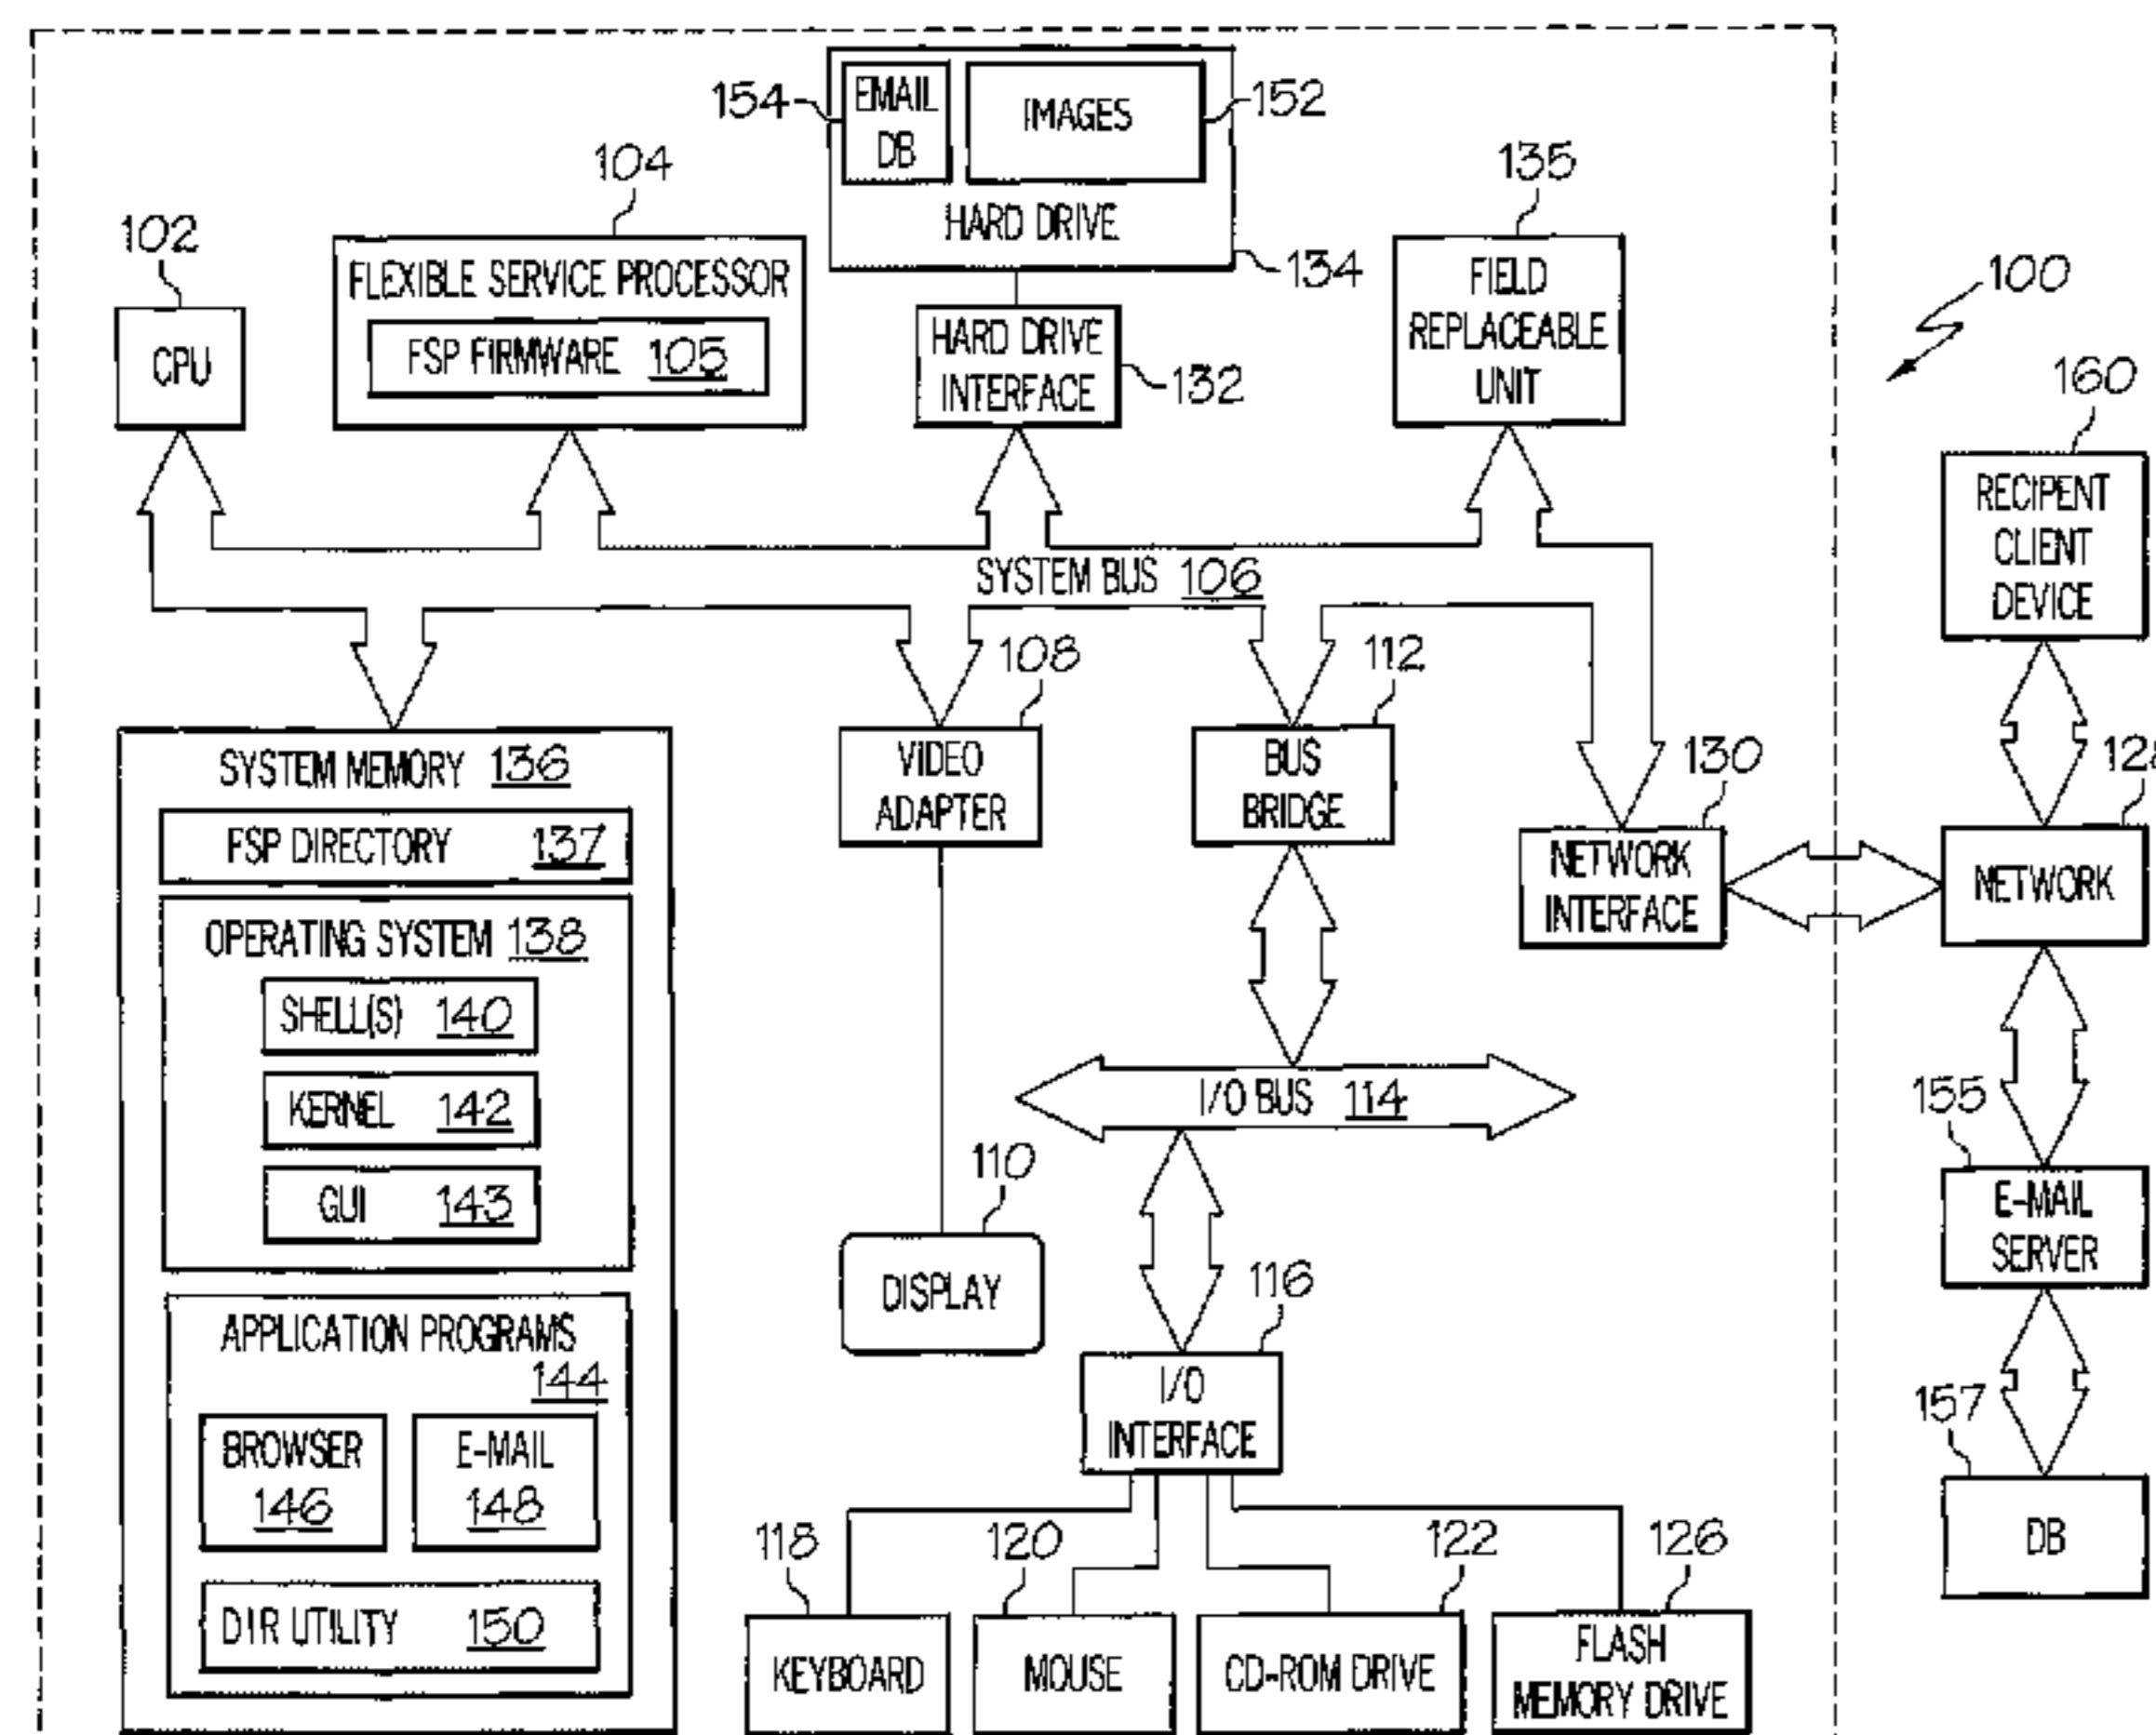 154
EMAIL
DB
IMAGES
152
HARD DRIVE
134
104
135
102
FLEXIBLE SERVICE PROCESSOR
FSP FIRMWARE 105
CPU
HARD DRIVE
INTERFACE
132
FIELD
REPLACEABLE
UNIT
100
160
RECIPENT
CLIENT
DEVICE
SYSTEM BUS 106
108
112
130
SYSTEM MEMORY 136
FSP DIRECTORY 137
OPERATING SYSTEM 138
SHELL(S) 140
KERNEL 142
GUI 143
APPLICATION PROGRAMS
144
BROWSER
146
E-MAIL
148
DIR UTILITY 150
VIDEO
ADAPTER
BUS
BRIDGE
NETWORK
INTERFACE
NETWORK
I/O BUS 114
110
DISPLAY
116
I/O
INTERFACE
155
E-MAIL
SERVER
157
DB
118
120
122
126
KEYBOARD
MOUSE
CD-ROM DRIVE
FLASH
MEMORY DRIVE